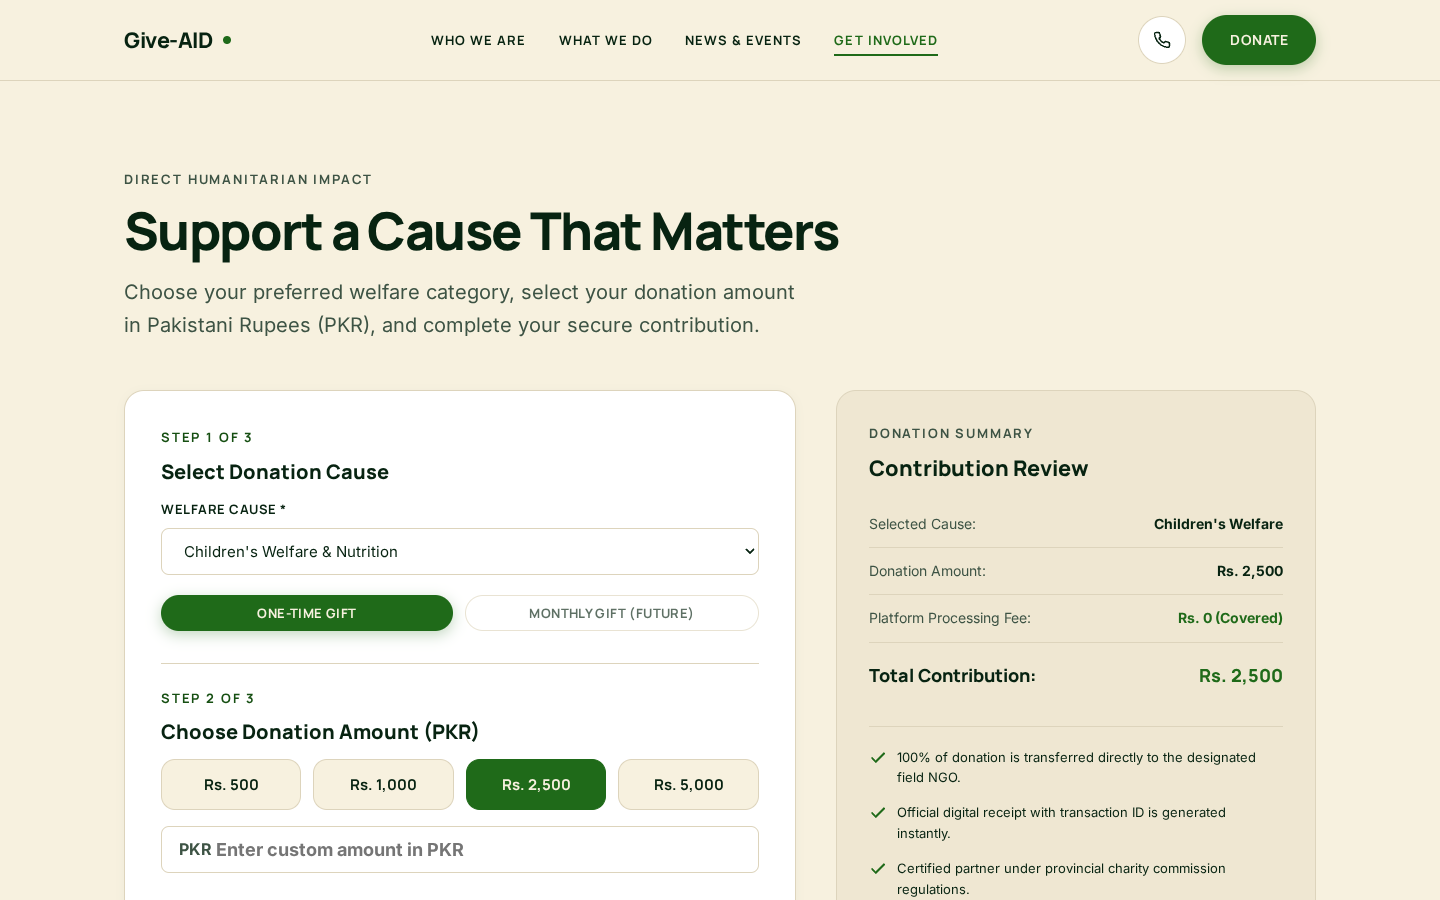 Give-AID
WHO WE ARE
WHAT WE DO
NEWS & EVENTS
GET INVOLVED
DONATE
DIRECT HUMANITARIAN IMPACT
Support a Cause That Matters
Choose your preferred welfare category, select your donation amount
in Pakistani Rupees (PKR), and complete your secure contribution.
STEP 1 OF 3
Select Donation Cause
WELFARE CAUSE *
Children's Welfare & Nutrition
ONE-TIME GIFT
MONTHLY GIFT (FUTURE)
STEP 2 OF 3
Choose Donation Amount (PKR)
Rs. 500
Rs. 1,000
Rs. 2,500
Rs. 5,000
PKR Enter custom amount in PKR
DONATION SUMMARY
Contribution Review
Selected Cause: Children's Welfare
Donation Amount: Rs. 2,500
Platform Processing Fee: Rs. 0 (Covered)
Total Contribution: Rs. 2,500
100% of donation is transferred directly to the designated
field NGO.
Official digital receipt with transaction ID is generated
instantly.
Certified partner under provincial charity commission
regulations.